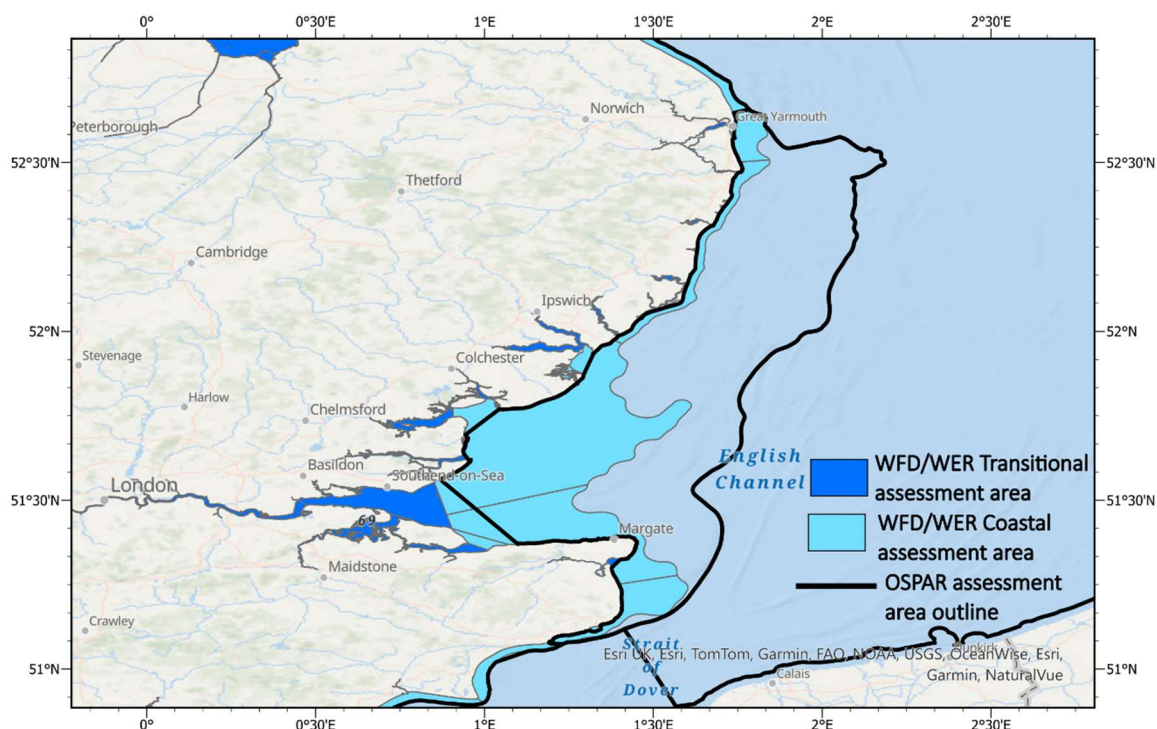 0°
0°30'E
1°E
1°30'E
2°E
2°30'E
Norwich
Great Yarmouth
Peterborough
52°30'N
52°30'N
Thetford
Cambridge
Ipswich
52°N
52°N
Stevenage
Colchester
Harlow
Chelmsford
English
Channel
WFD/WER Transitional
assessment area
Basildon
Southend-on-Sea
London
51°30'N
51°30'N
69
WFD/WER Coastal
assessment area
Margate
Maidstone
OSPAR assessment
area outline
Crawley
Strait
of
Dover
Dunkirk
Esri UK, Esri, TomTom, Garmin, FAO, NOAA, USGS, OceanWise, Esri,
Garmin, NaturalVue
51°N
51°N
Calais
0°
0°30'E
1°E
1°30'E
2°E
2°30'E